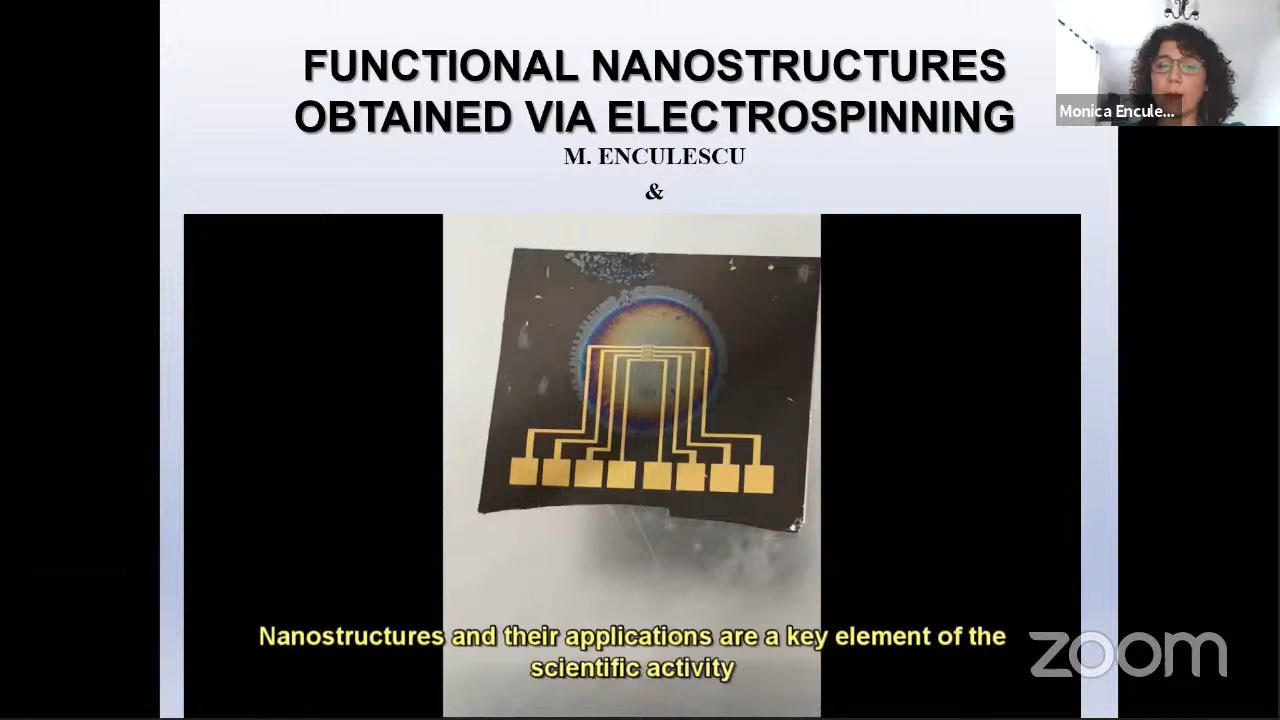 FUNCTIONAL NANOSTRUCTURES
OBTAINED VIA ELECTROSPINNING
M. ENCULESCU
&
Monica Encule...
Nanostructures and their applications are a key element of the
scientific activity
zoom